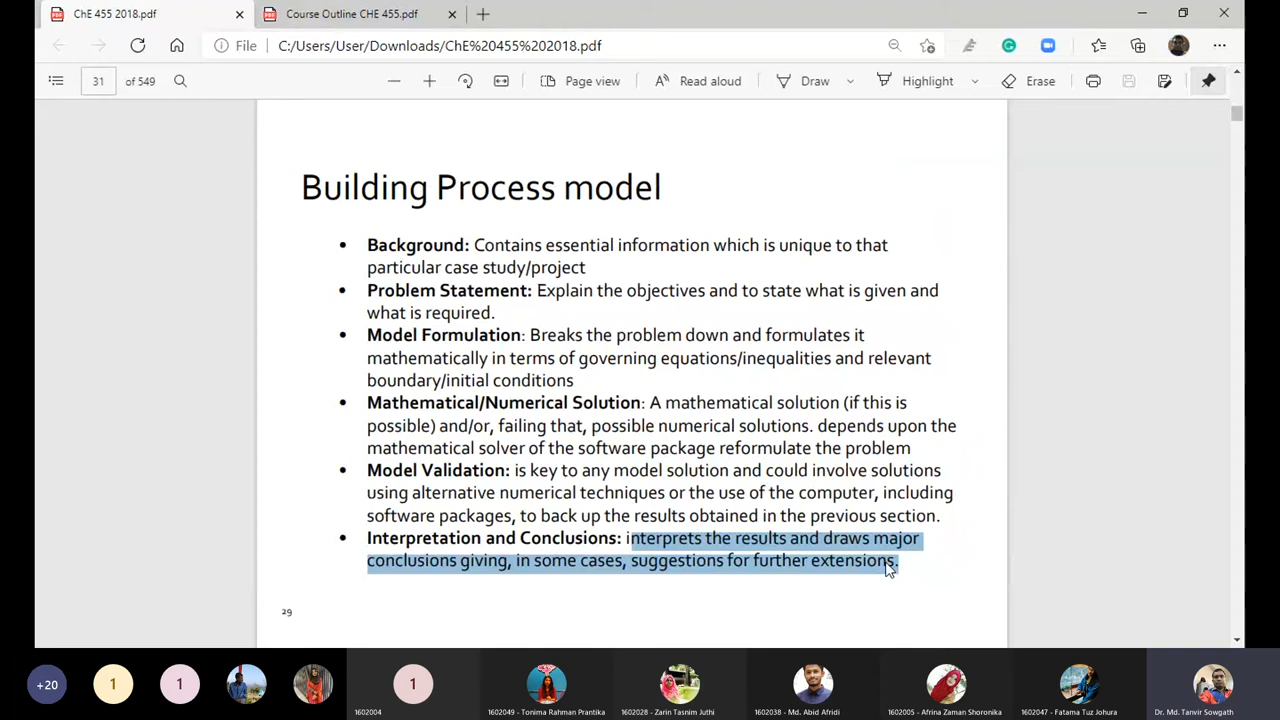 ChE 455 2018.pdf
Course Outline CHE 455.pdf
File
C:/Users/User/Downloads/ChE%20455%202018.pdf
31 of 549
Page view
Read aloud
Draw
Highlight
Erase
Building Process model
• Background: Contains essential information which is unique to that
particular case study/project
• Problem Statement: Explain the objectives and to state what is given and
what is required.
• Model Formulation: Breaks the problem down and formulates it
mathematically in terms of governing equations/inequalities and relevant
boundary/initial conditions
• Mathematical/Numerical Solution: A mathematical solution (if this is
possible) and/or, failing that, possible numerical solutions. depends upon the
mathematical solver of the software package reformulate the problem
• Model Validation: is key to any model solution and could involve solutions
using alternative numerical techniques or the use of the computer, including
software packages, to back up the results obtained in the previous section.
• Interpretation and Conclusions: interprets the results and draws major
conclusions giving, in some cases, suggestions for further extensions.
29
+20
1
1
1
1602004
1602049 - Tonima Rahman Prantika
1602028 - Zarin Tasnim Juthi
1602038 - Md. Abid Afridi
1602005 - Afrina Zaman Shoronika
1602047 - Fatama Tuz Johura
Dr. Md. Tanvir Sowgath